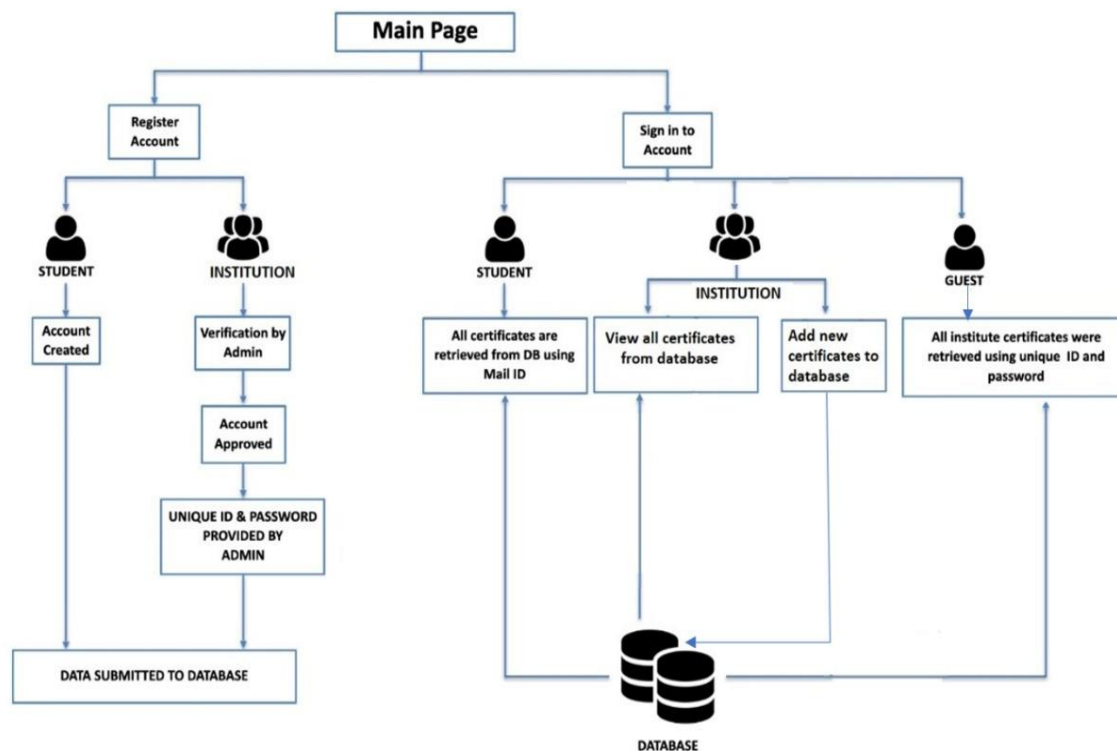 Main Page
Register
Account
Sign in to
Account
STUDENT
INSTITUTION
STUDENT
INSTITUTION
GUEST
Account
Created
Verification by
Admin
Account
Approved
UNIQUE ID & PASSWORD
PROVIDED BY
ADMIN
DATA SUBMITTED TO DATABASE
All certificates are
retrieved from DB using
Mail ID
View all certificates
from database
Add new
certificates to
database
All institute certificates were
retrieved using unique ID and
password
DATABASE